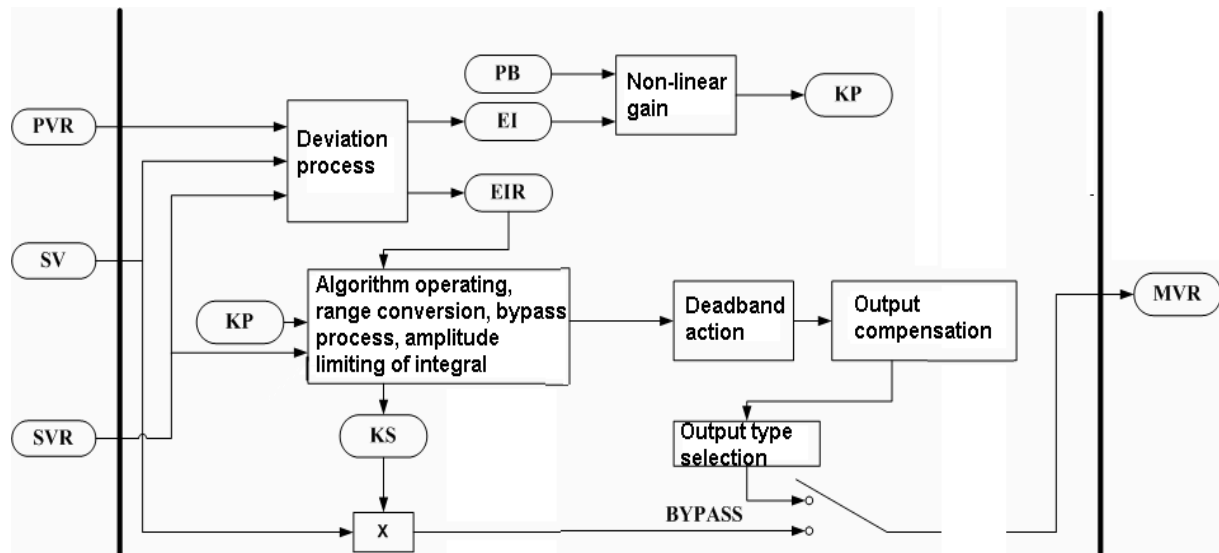 PB
Non-linear
gain
KP
PVR
EI
Deviation
process
EIR
SV
Algorithm operating,
range conversion, bypass
process, amplitude
limiting of integral
KP
Deadband
action
Output
compensation
MVR
SVR
KS
Output type
selection
BYPASS
X